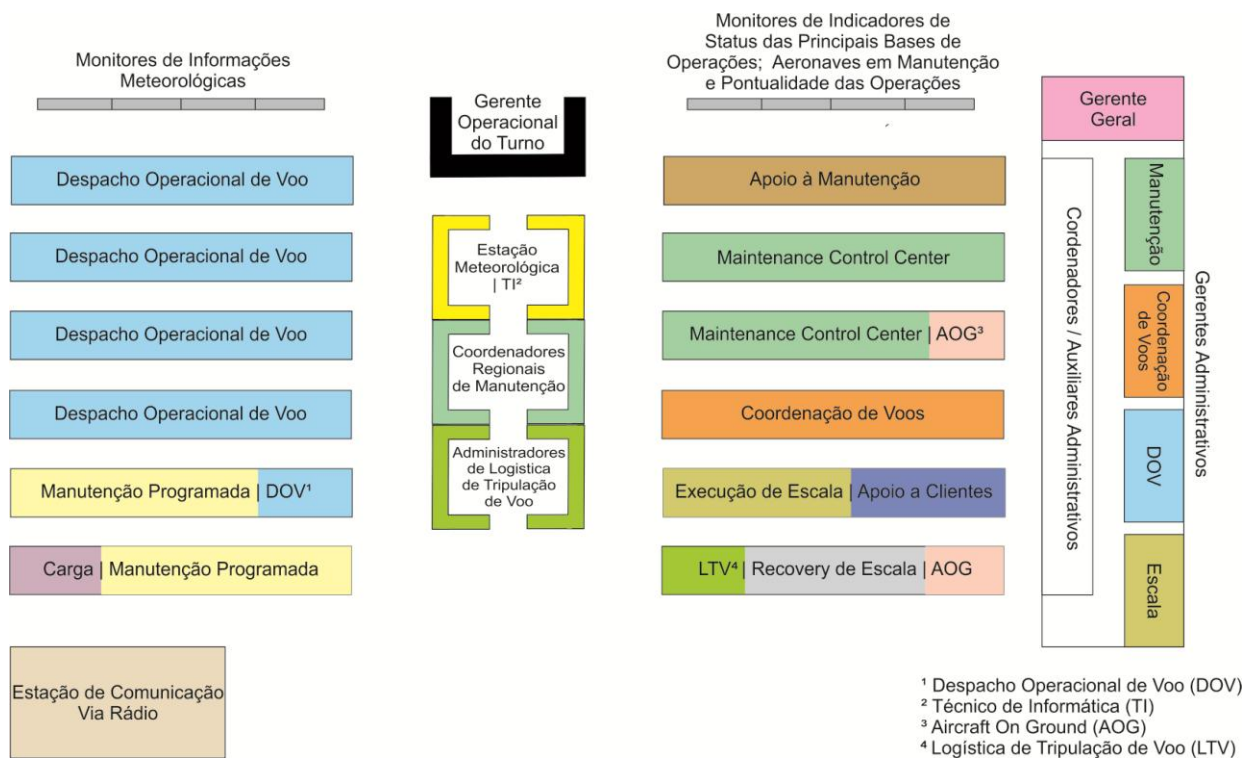 Monitores de Informações
Meteorológicas
Despacho Operacional de Voo
Despacho Operacional de Voo
Despacho Operacional de Voo
Despacho Operacional de Voo
Manutenção Programada | DOV¹
Carga | Manutenção Programada
Estação de Comunicação
Via Rádio
Gerente
Operacional
do Turno
Estação
Meteorológica
| TI²
Coordenadores
Regionais
de Manutenção
Administradores
de Logistica
de Tripulação
de Voo
Monitores de Indicadores de
Status das Principais Bases de
Operações; Aeronaves em Manutenção
e Pontualidade das Operações
Apoio à Manutenção
Maintenance Control Center
Maintenance Control Center | AOG³
Coordenação de Voos
Execução de Escala | Apoio a Clientes
LTV⁴ | Recovery de Escala | AOG
Gerente
Geral
Cordenadores / Auxiliares Administrativos
Manutenção
Coordenação
de Voos
DOV
Escala
Gerentes Administrativos
¹ Despacho Operacional de Voo (DOV)
² Técnico de Informática (TI)
³ Aircraft On Ground (AOG)
⁴ Logística de Tripulação de Voo (LTV)